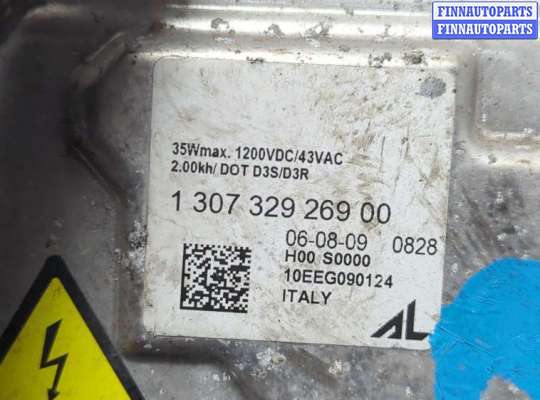 FINNAUTOPARTS
FINNAUTOPARTS
35Wmax. 1200VDC/43VAC
2.00kh/ DOT D3S/D3R
1 307 329 269 00
06-08-09 0828
H00 S0000
10EEG090124
ITALY
AL